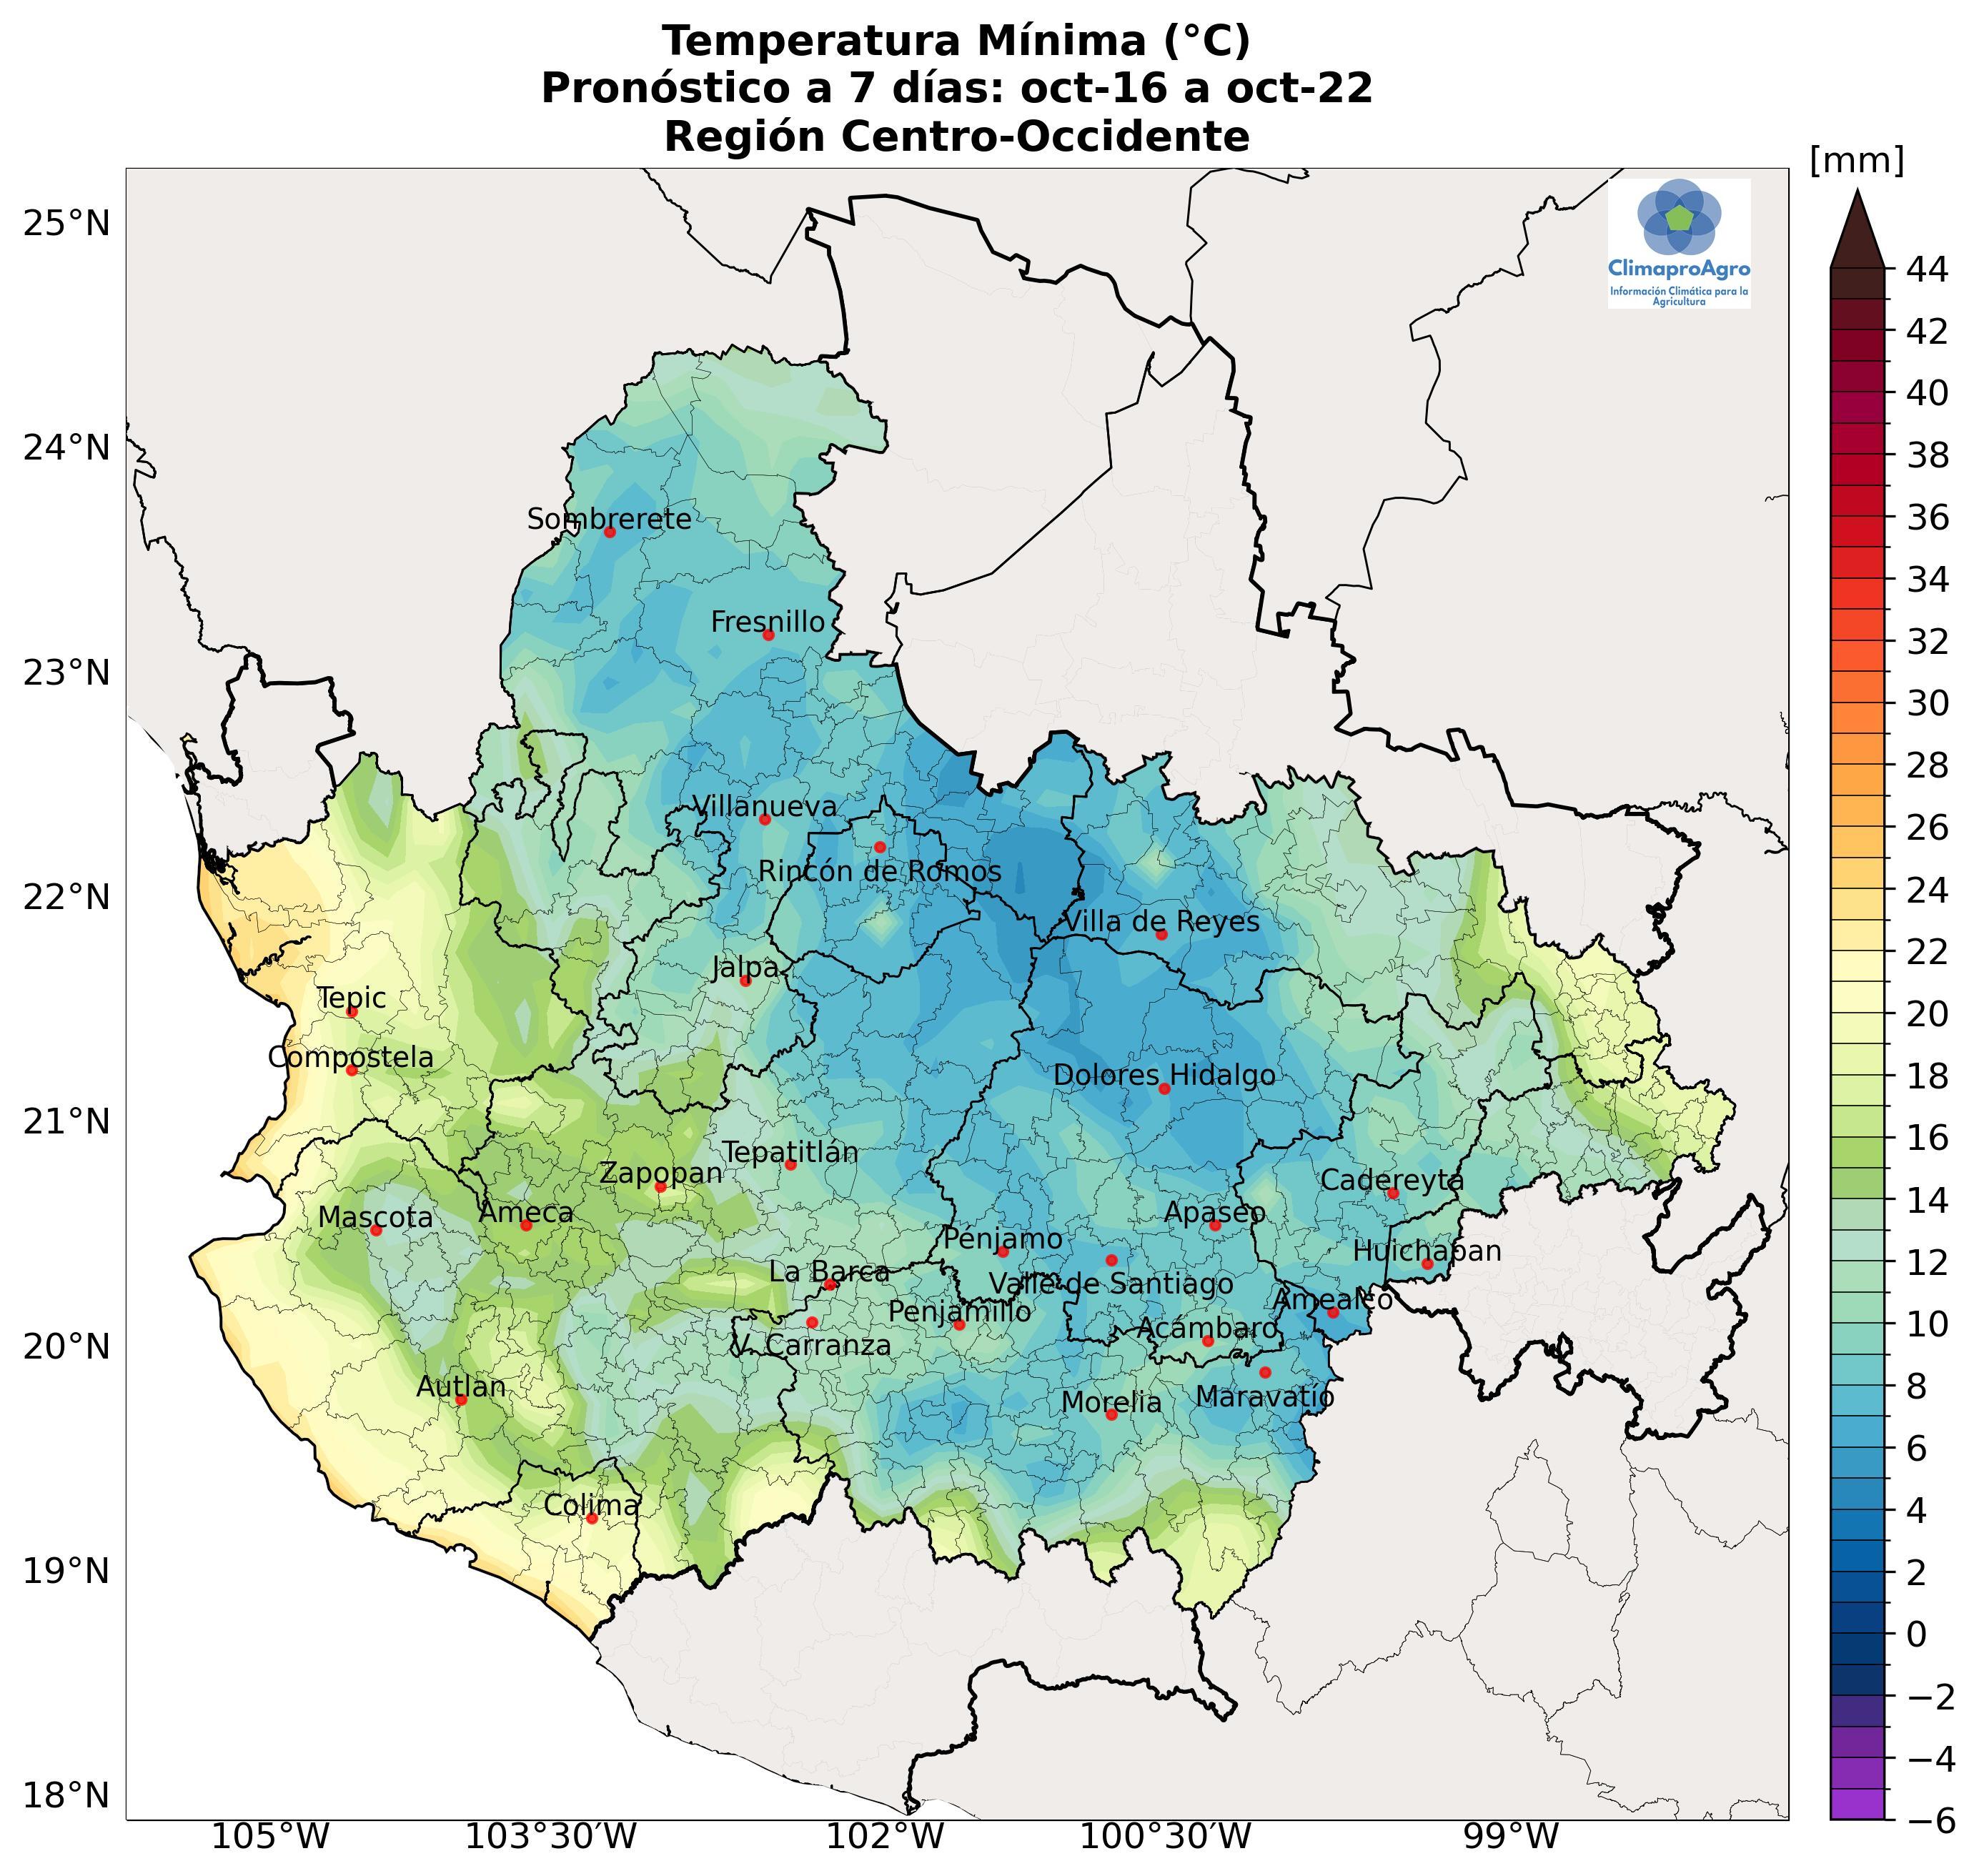 Temperatura Mínima (°C)
Pronóstico a 7 días: oct-16 a oct-22
Región Centro-Occidente
[mm]
25°N
24°N
23°N
22°N
21°N
20°N
19°N
18°N
ClimaproAgro
Información Climática para la
Agricultura
Sombrerete
Fresnillo
Villanueva
Rincón de Romos
Villa de Reyes
Jalpa
Tepic
Compostela
Dolores Hidalgo
Tepatitlán
Zapopan
Cadereyta
Mascota
Ameca
Apaseo
Pénjamo
Huichapan
La Barca
Valle de Santiago
Amealco
Penjamillo
Acámbaro
V. Carranza
Autlan
Morelia
Maravatío
Colima
44
42
40
38
36
34
32
30
28
26
24
22
20
18
16
14
12
10
8
6
4
2
0
−2
−4
−6
105°W
103°30′W
102°W
100°30′W
99°W